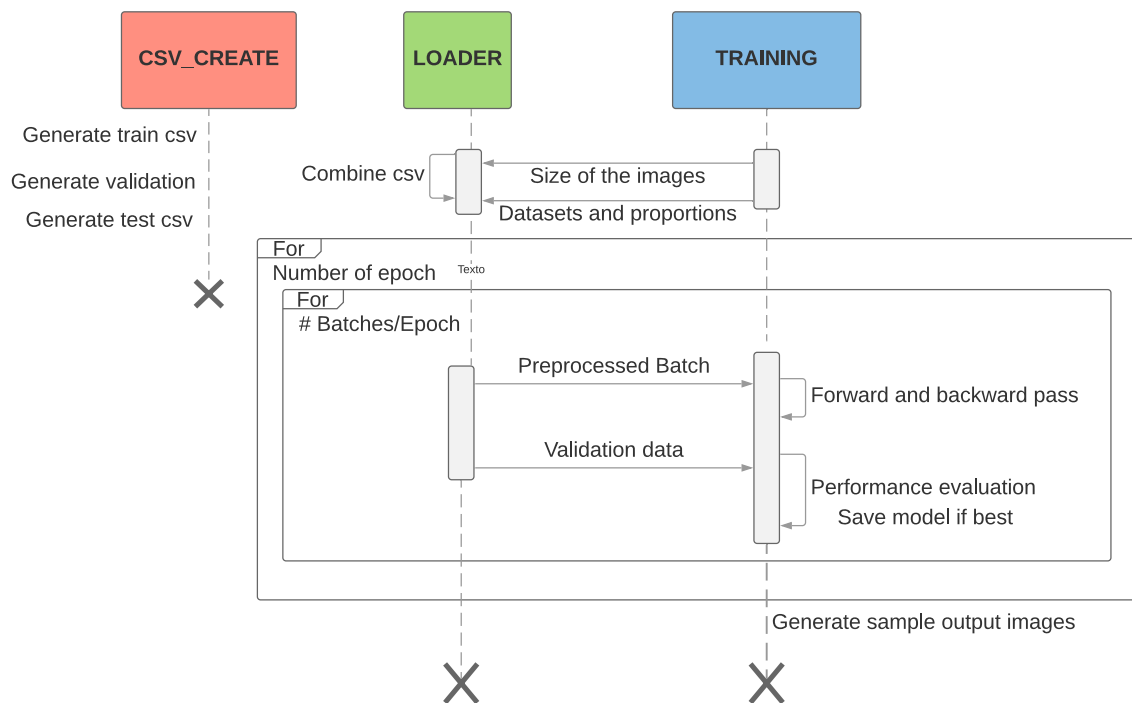 CSV_CREATE
LOADER
TRAINING
Generate train csv
Generate validation
Generate test csv
Combine csv
Size of the images
Datasets and proportions
For
Number of epoch
Texto
For
# Batches/Epoch
Preprocessed Batch
Forward and backward pass
Validation data
Performance evaluation
Save model if best
Generate sample output images